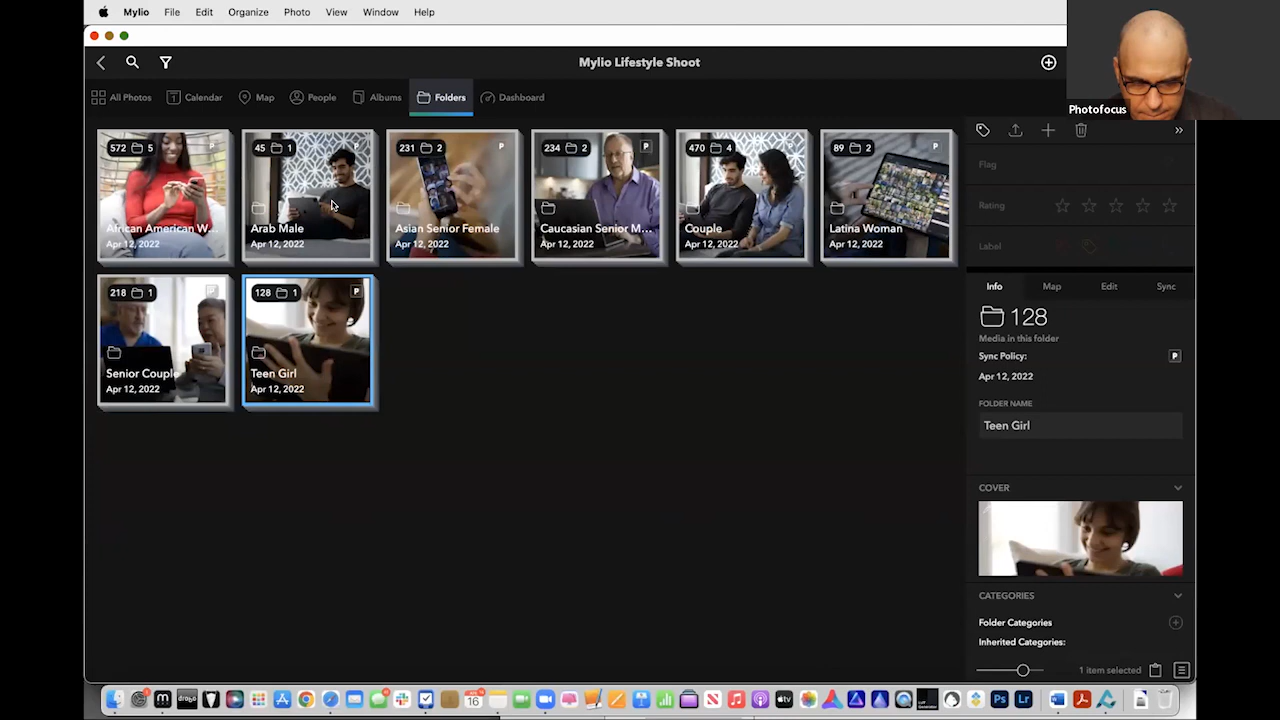 Mylio File Edit Organize Photo View Window Help
Mylio Lifestyle Shoot
Photofocus
All Photos Calendar Map People Albums Folders Dashboard
572 5 P
African American W...
Apr 12, 2022
45 1 P
Arab Male
Apr 12, 2022
231 2 P
Asian Senior Female
Apr 12, 2022
234 2 P
Caucasian Senior M...
Apr 12, 2022
470 4 P
Couple
Apr 12, 2022
89 2 P
Latina Woman
Apr 12, 2022
218 1 P
Senior Couple
Apr 12, 2022
128 1 P
Teen Girl
Apr 12, 2022
Flag
Rating
Label
Info Map Edit Sync
128
Media in this folder
Sync Policy: P
Apr 12, 2022
FOLDER NAME
Teen Girl
COVER
CATEGORIES
Folder Categories
Inherited Categories:
1 item selected
drobo
16
tv
Ps
Lr